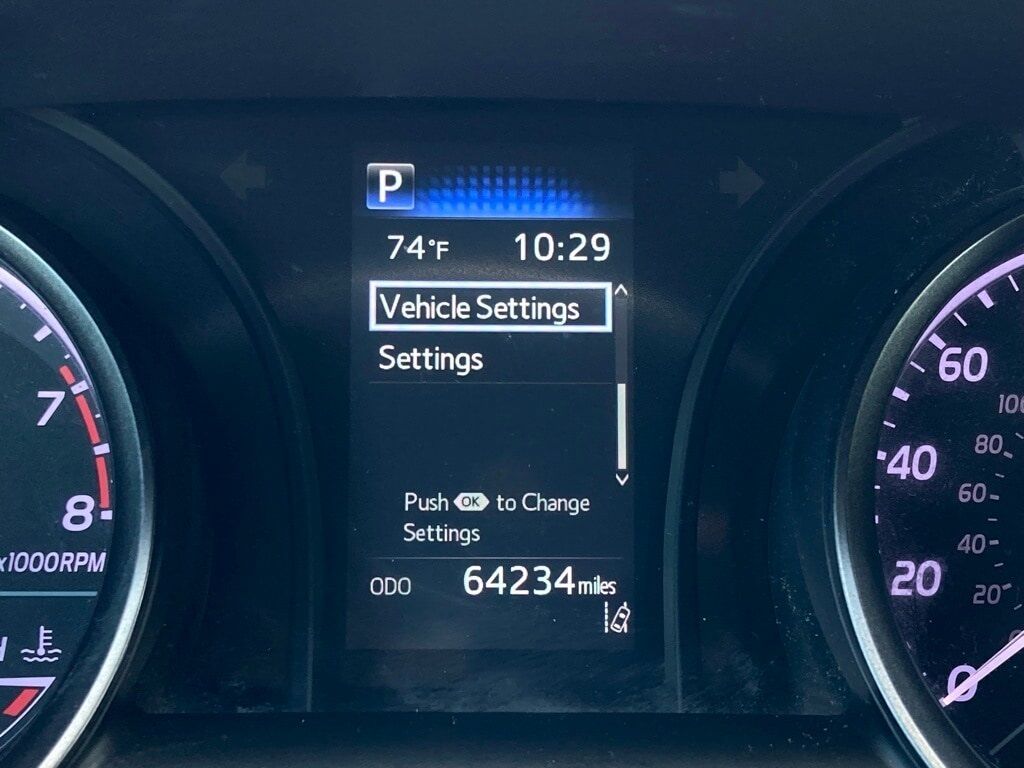 P
74°F 10:29
Vehicle Settings
Settings
Push OK to Change
Settings
ODO 64234 miles
7
8
x1000RPM
H
60
40
20
0
100
80
60
40
20